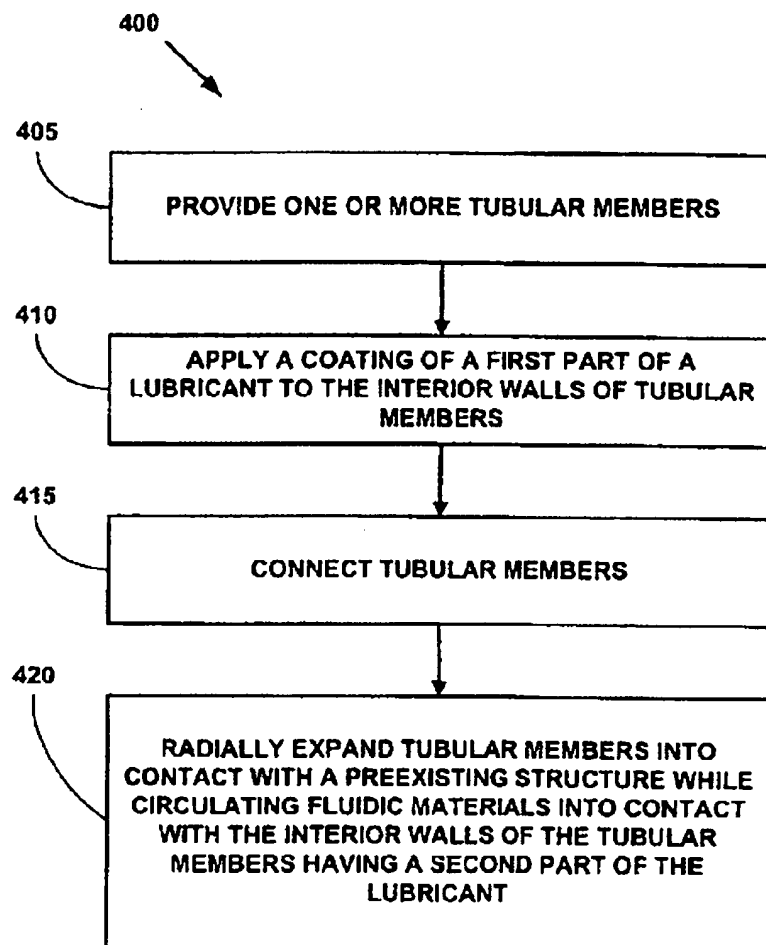 400
405
PROVIDE ONE OR MORE TUBULAR MEMBERS
410
APPLY A COATING OF A FIRST PART OF A
LUBRICANT TO THE INTERIOR WALLS OF TUBULAR
MEMBERS
415
CONNECT TUBULAR MEMBERS
420
RADIALLY EXPAND TUBULAR MEMBERS INTO
CONTACT WITH A PREEXISTING STRUCTURE WHILE
CIRCULATING FLUIDIC MATERIALS INTO CONTACT
WITH THE INTERIOR WALLS OF THE TUBULAR
MEMBERS HAVING A SECOND PART OF THE
LUBRICANT